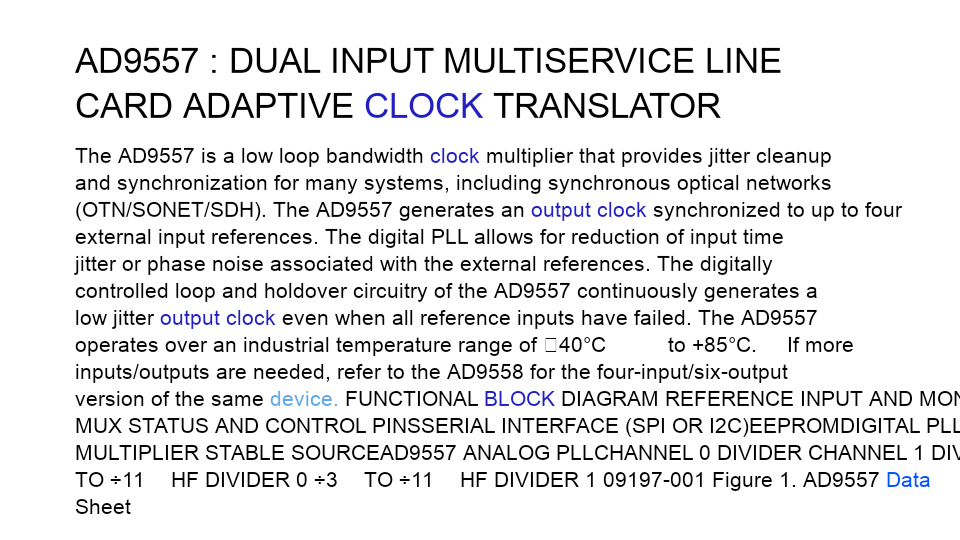 AD9557 : DUAL INPUT MULTISERVICE LINE
CARD ADAPTIVE CLOCK TRANSLATOR
The AD9557 is a low loop bandwidth clock multiplier that provides jitter cleanup
and synchronization for many systems, including synchronous optical networks
(OTN/SONET/SDH). The AD9557 generates an output clock synchronized to up to four
external input references. The digital PLL allows for reduction of input time
jitter or phase noise associated with the external references. The digitally
controlled loop and holdover circuitry of the AD9557 continuously generates a
low jitter output clock even when all reference inputs have failed. The AD9557
operates over an industrial temperature range of 40°C to +85°C. If more
inputs/outputs are needed, refer to the AD9558 for the four-input/six-output
version of the same device. FUNCTIONAL BLOCK DIAGRAM REFERENCE INPUT AND
MUX STATUS AND CONTROL PINSSERIAL INTERFACE (SPI OR I2C)EEPROMDIGITAL PLL
MULTIPLIER STABLE SOURCEAD9557 ANALOG PLLCHANNEL 0 DIVIDER CHANNEL 1
TO ÷11 HF DIVIDER 0 ÷3 TO ÷11 HF DIVIDER 1 09197-001 Figure 1. AD9557 Data
Sheet